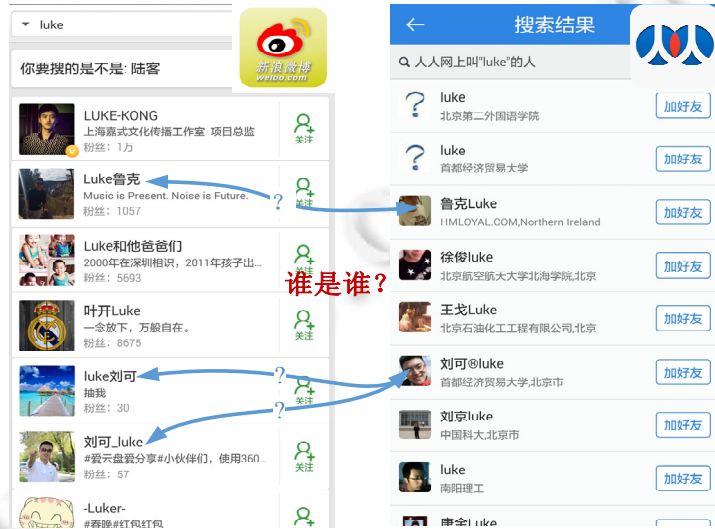 luke
新浪微博
weibo.com
你要搜的是不是: 陆客
LUKE-KONG
上海嘉式文化传播工作室 项目总监
粉丝：1万
关注
Luke鲁克
Music is Present. Noise is Future.
粉丝：1057
关注
?
Luke和他爸爸们
2000年在深圳相识，2011年孩子出...
粉丝：5693
关注
叶开Luke
一念放下，万般自在。
粉丝：8675
关注
luke刘可
抽我
粉丝：30
关注
?
?
刘可_luke
#爱云盘爱分享#小伙伴们，使用360...
粉丝：57
关注
-Luker-
#春晚#红包红包
谁是谁?
搜索结果
人人
人人网上叫"luke"的人
luke
北京第二外国语学院
加好友
luke
首都经济贸易大学
加好友
鲁克Luke
HIMLOYAL.COM,Northern Ireland
加好友
徐俊luke
北京航空航天大学北海学院,北京
加好友
王戈Luke
北京石油化工工程有限公司,北京
加好友
刘可®luke
首都经济贸易大学,北京市
加好友
刘京luke
中国科大,北京市
加好友
luke
南阳理工
加好友
唐金Luke